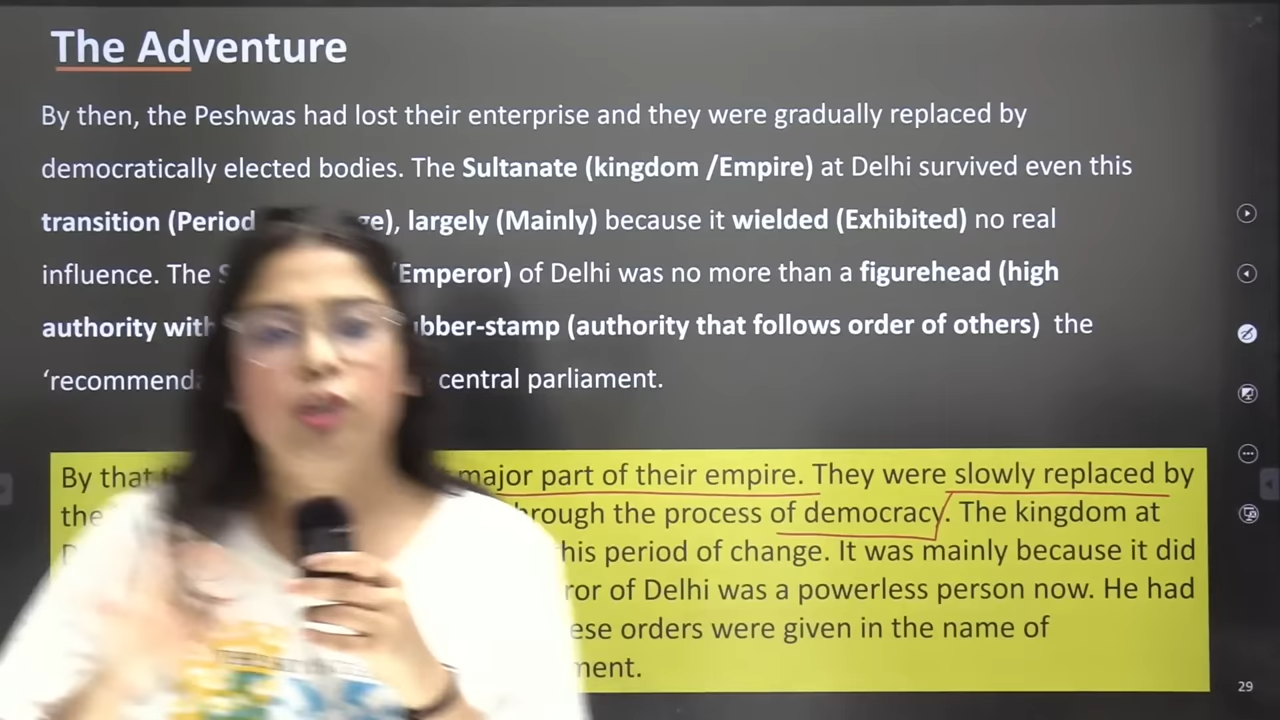 The Adventure
By then, the Peshwas had lost their enterprise and they were gradually replaced by
democratically elected bodies. The Sultanate (kingdom /Empire) at Delhi survived even this
transition (Period ge), largely (Mainly) because it wielded (Exhibited) no real
influence. The Emperor) of Delhi was no more than a figurehead (high
authority with ubber-stamp (authority that follows order of others) the
‘recommenda central parliament.
By that major part of their empire. They were slowly replaced by
the hrough the process of democracy. The kingdom at
his period of change. It was mainly because it did
ror of Delhi was a powerless person now. He had
ese orders were given in the name of
ment.
29